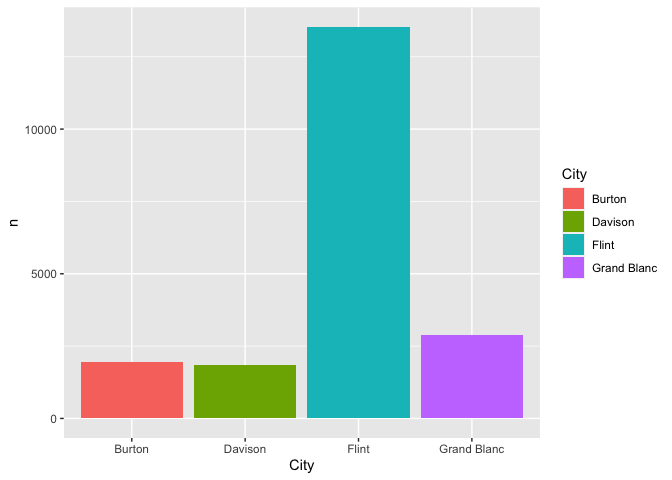 n
10000
5000
0
Burton
Davison
Flint
Grand Blanc
City
City
Burton
Davison
Flint
Grand Blanc